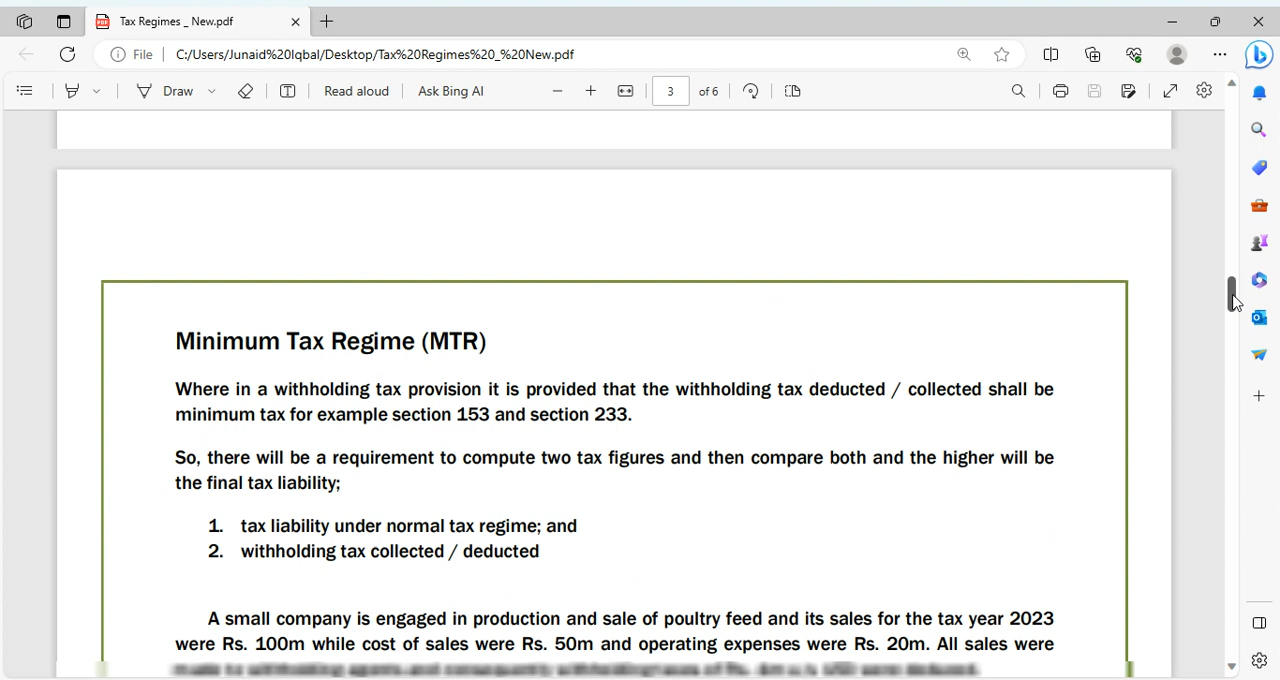 Tax Regimes _ New.pdf
File
C:/Users/Junaid%20Iqbal/Desktop/Tax%20Regimes%20_%20New.pdf
Draw
Read aloud
Ask Bing AI
3 of 6
Minimum Tax Regime (MTR)
Where in a withholding tax provision it is provided that the withholding tax deducted / collected shall be
minimum tax for example section 153 and section 233.
So, there will be a requirement to compute two tax figures and then compare both and the higher will be
the final tax liability;
1. tax liability under normal tax regime; and
2. withholding tax collected / deducted
A small company is engaged in production and sale of poultry feed and its sales for the tax year 2023
were Rs. 100m while cost of sales were Rs. 50m and operating expenses were Rs. 20m. All sales were